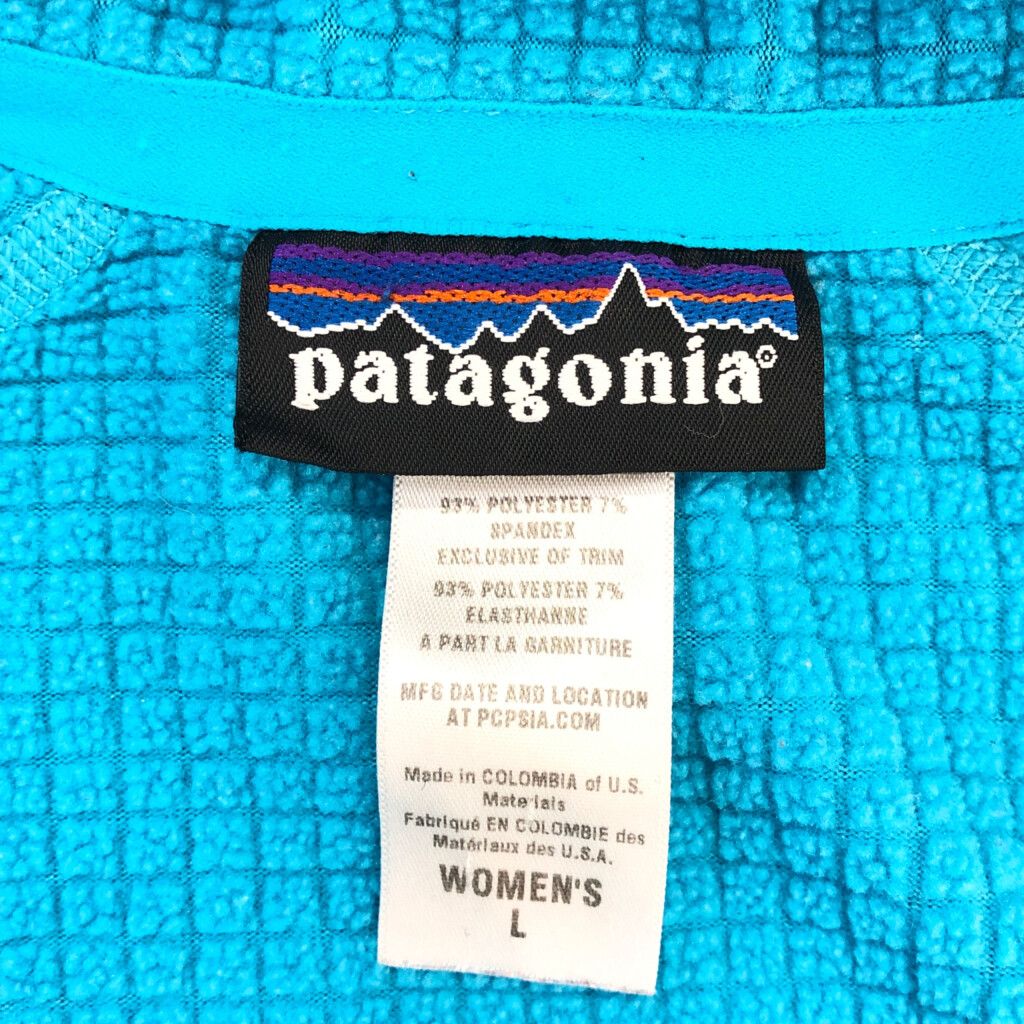 patagonia®
93% POLYESTER 7%
SPANDEX
EXCLUSIVE OF TRIM
93% POLYESTER 7%
ELASTHANNE
A PART LA GARNITURE
MFG DATE AND LOCATION
AT PCPSIA.COM
Made in COLOMBIA of U.S.
Materials
Fabriqué EN COLOMBIE des
Matériaux des U.S.A.
WOMEN'S
L